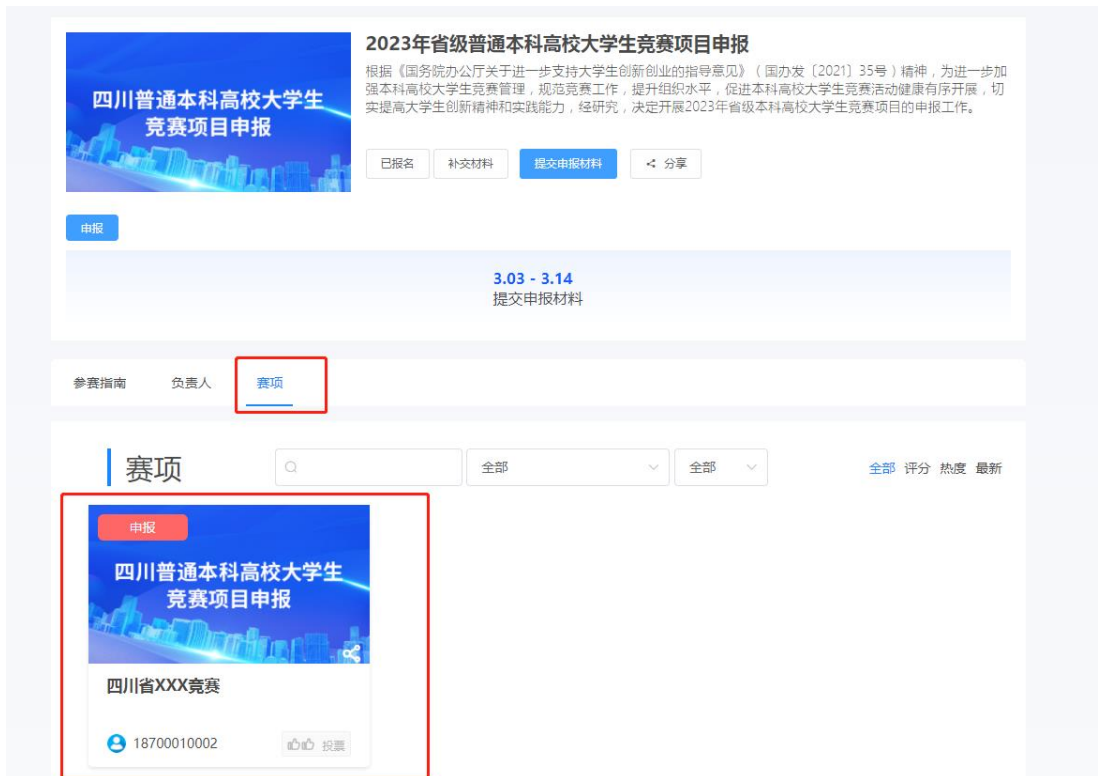 四川普通本科高校大学生
竞赛项目申报
2023年省级普通本科高校大学生竞赛项目申报
根据《国务院办公厅关于进一步支持大学生创新创业的指导意见》（国办发〔2021〕35号）精神，为进一步加
强本科高校大学生竞赛管理，规范竞赛工作，提升组织水平，促进本科高校大学生竞赛活动健康有序开展，切
实提高大学生创新精神和实践能力，经研究，决定开展2023年省级本科高校大学生竞赛项目的申报工作。
已报名 补交材料 提交申报材料 分享
申报
3.03 - 3.14
提交申报材料
参赛指南 负责人 赛项
赛项 全部 全部 全部 评分 热度 最新
申报
四川普通本科高校大学生
竞赛项目申报
四川省XXX竞赛
18700010002 投票